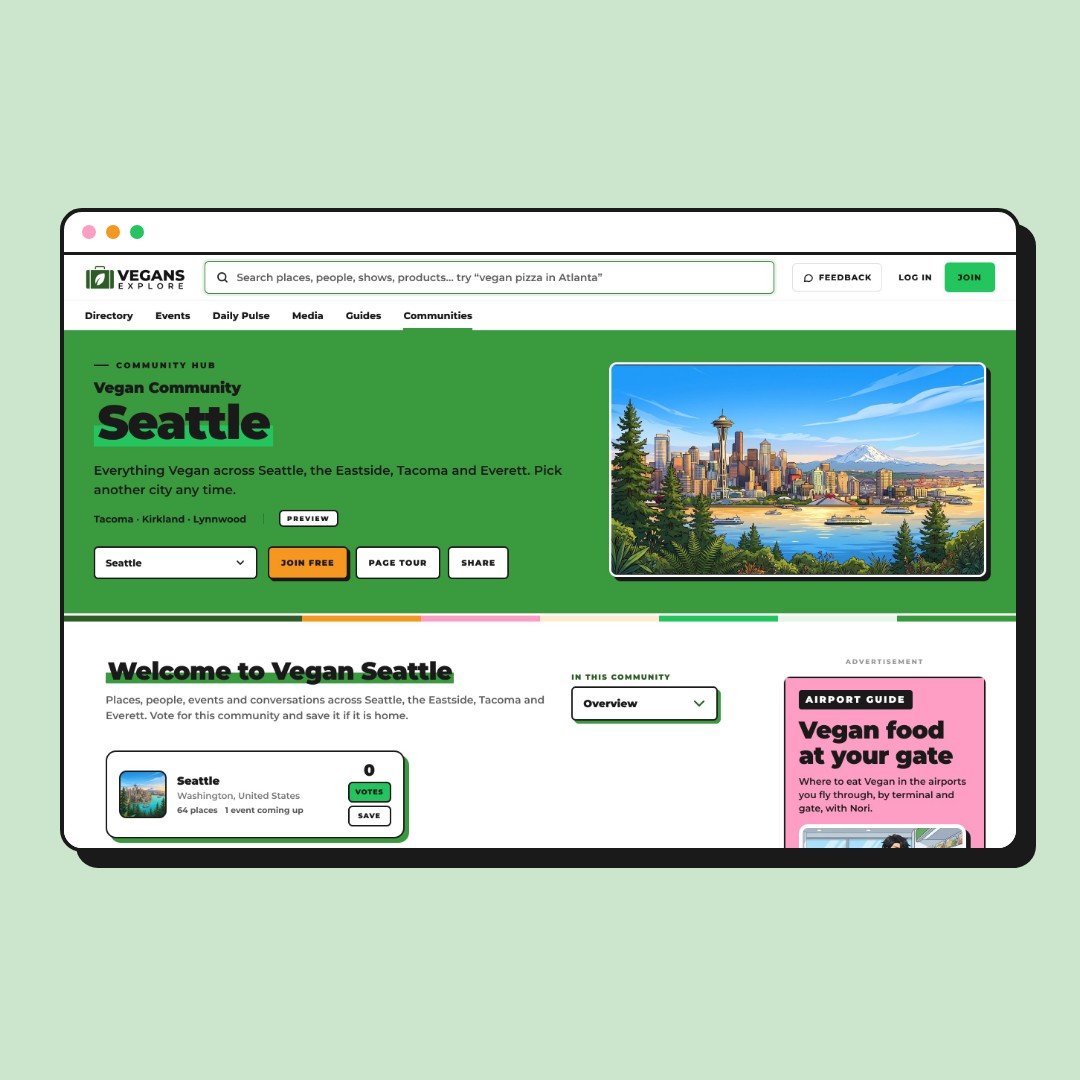 VEGANS
EXPLORE
Search places, people, shows, products... try “vegan pizza in Atlanta”
FEEDBACK
LOG IN
JOIN
Directory
Events
Daily Pulse
Media
Guides
Communities
COMMUNITY HUB
Vegan Community
Seattle
Everything Vegan across Seattle, the Eastside, Tacoma and Everett. Pick
another city any time.
Tacoma · Kirkland · Lynnwood
PREVIEW
Seattle
JOIN FREE
PAGE TOUR
SHARE
Welcome to Vegan Seattle
Places, people, events and conversations across Seattle, the Eastside, Tacoma and
Everett. Vote for this community and save it if it is home.
IN THIS COMMUNITY
Overview
Seattle
Washington, United States
64 places 1 event coming up
0
VOTES
SAVE
ADVERTISEMENT
AIRPORT GUIDE
Vegan food
at your gate
Where to eat Vegan in the airports
you fly through, by terminal and
gate, with Nori.